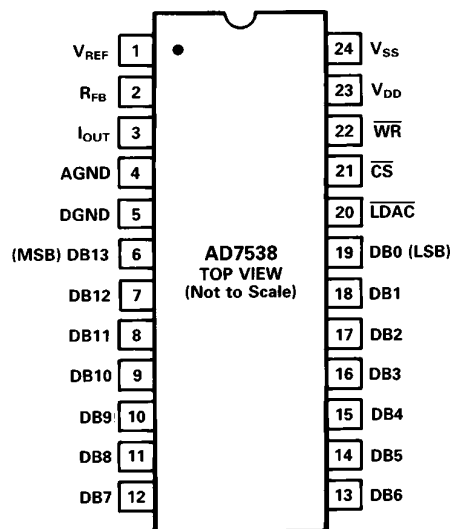 VREF 1
RFB 2
IOUT 3
AGND 4
DGND 5
(MSB) DB13 6
DB12 7
DB11 8
DB10 9
DB9 10
DB8 11
DB7 12
AD7538
TOP VIEW
(Not to Scale)
24 VSS
23 VDD
22 WR
21 CS
20 LDAC
19 DB0 (LSB)
18 DB1
17 DB2
16 DB3
15 DB4
14 DB5
13 DB6